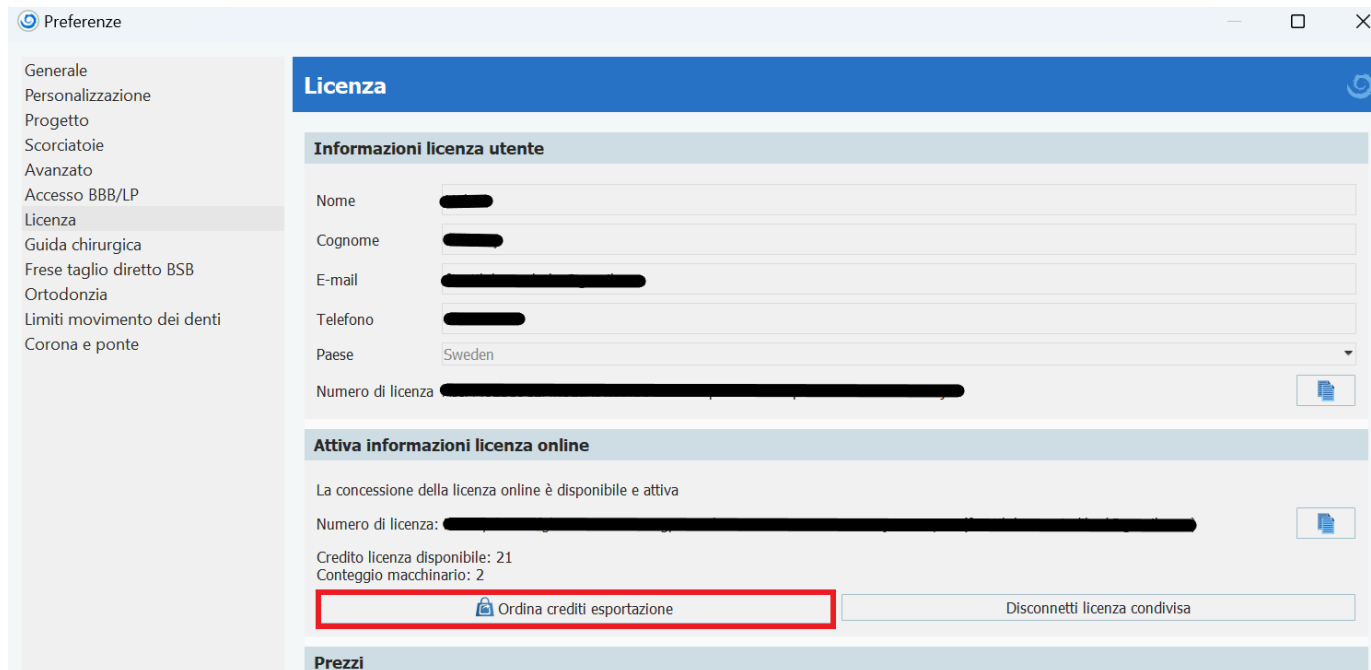 Preferenze
Generale
Personalizzazione
Progetto
Scorciatoie
Avanzato
Accesso BBB/LP
Licenza
Guida chirurgica
Frese taglio diretto BSB
Ortodonzia
Limiti movimento dei denti
Corona e ponte
Licenza
Informazioni licenza utente
Nome
Cognome
E-mail
Telefono
Paese Sweden
Numero di licenza
Attiva informazioni licenza online
La concessione della licenza online è disponibile e attiva
Numero di licenza:
Credito licenza disponibile: 21
Conteggio macchinario: 2
Ordina crediti esportazione Disconnetti licenza condivisa
Prezzi